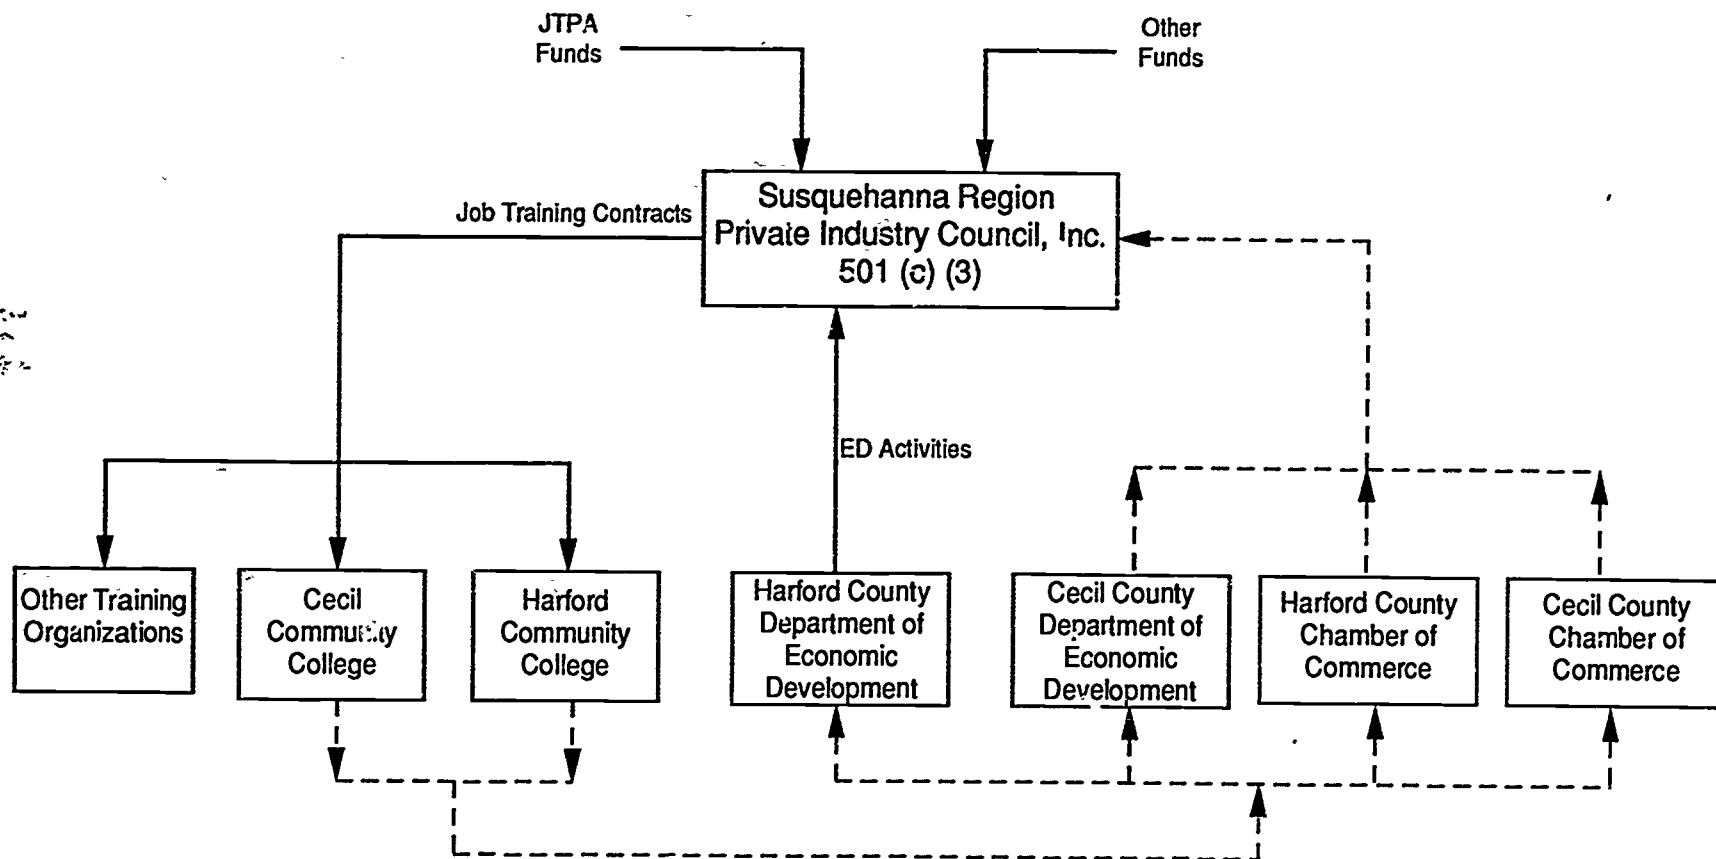 JTPA
Funds
Other
Funds
Susquehanna Region
Private Industry Council, Inc.
501 (c) (3)
Job Training Contracts
ED Activities
Other Training
Organizations
Cecil
Community
College
Harford
Community
College
Harford County
Department of
Economic
Development
Cecil County
Department of
Economic
Development
Harford County
Chamber of
Commerce
Cecil County
Chamber of
Commerce